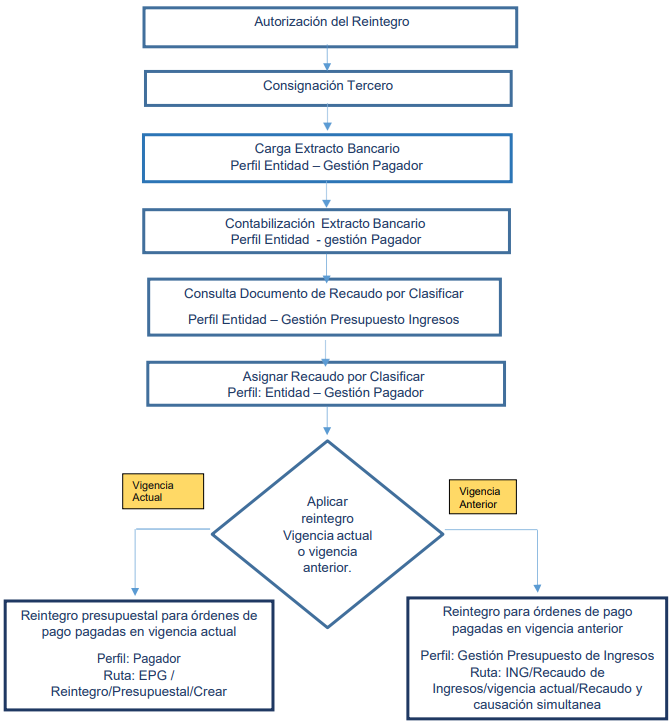 Autorización del Reintegro
Consignación Tercero
Carga Extracto Bancario
Perfil Entidad – Gestión Pagador
Contabilización Extracto Bancario
Perfil Entidad - gestión Pagador
Consulta Documento de Recaudo por Clasificar
Perfil Entidad – Gestión Presupuesto Ingresos
Asignar Recaudo por Clasificar
Perfil: Entidad – Gestión Pagador
Vigencia
Actual
Aplicar
reintegro
Vigencia actual
o vigencia
anterior.
Vigencia
Anterior
Reintegro presupuestal para órdenes de
pago pagadas en vigencia actual
Perfil: Pagador
Ruta: EPG /
Reintegro/Presupuestal/Crear
Reintegro para órdenes de pago
pagadas en vigencia anterior
Perfil: Gestión Presupuesto de Ingresos
Ruta: ING/Recaudo de
Ingresos/vigencia actual/Recaudo y
causación simultanea